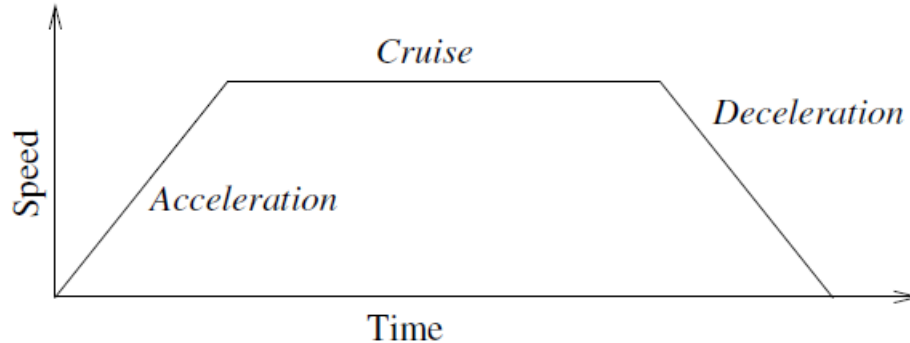 Cruise
Deceleration
Speed
Acceleration
Time